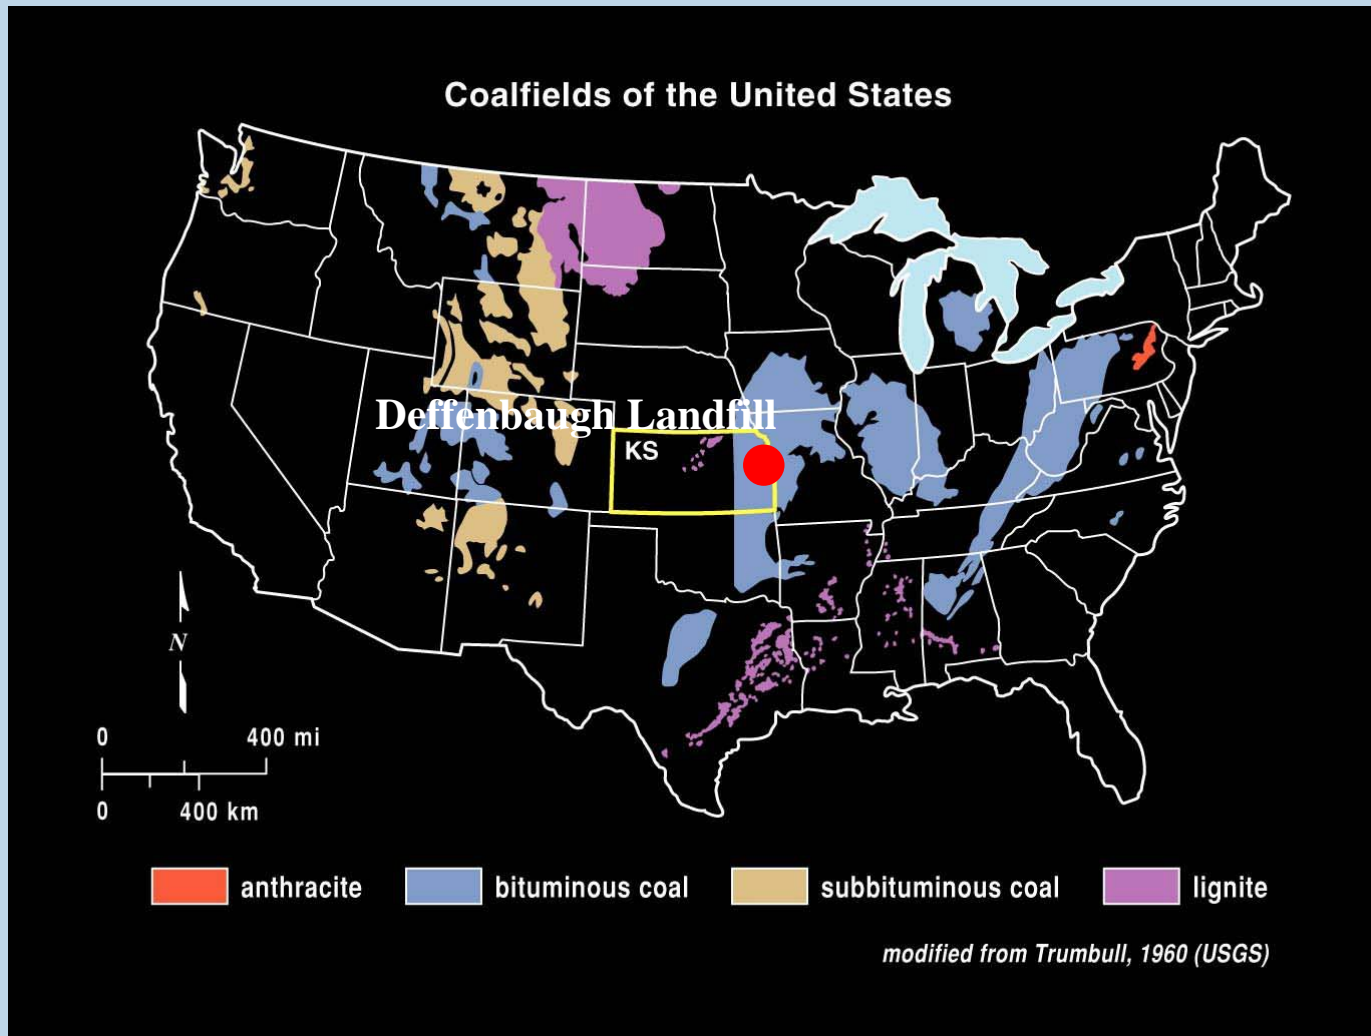 Coalfields of the United States
Deffenbaugh Landfill
KS
N
0 400 mi
0 400 km
anthracite bituminous coal subbituminous coal lignite
modified from Trumbull, 1960 (USGS)